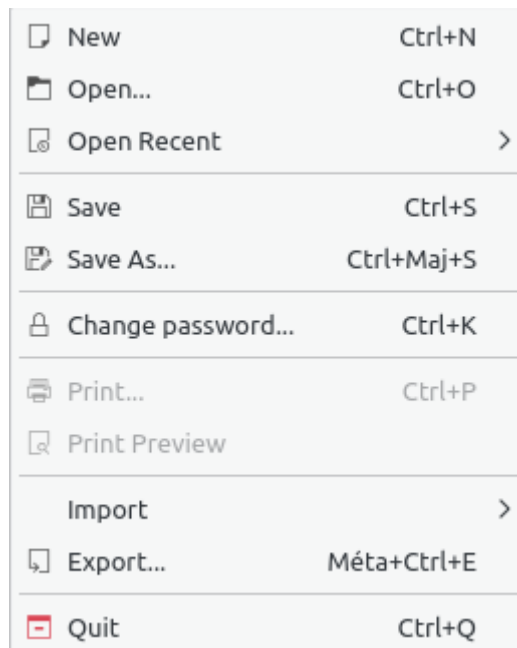 New Ctrl+N
Open... Ctrl+O
Open Recent
Save Ctrl+S
Save As... Ctrl+Maj+S
Change password... Ctrl+K
Print... Ctrl+P
Print Preview
Import
Export... Méta+Ctrl+E
Quit Ctrl+Q